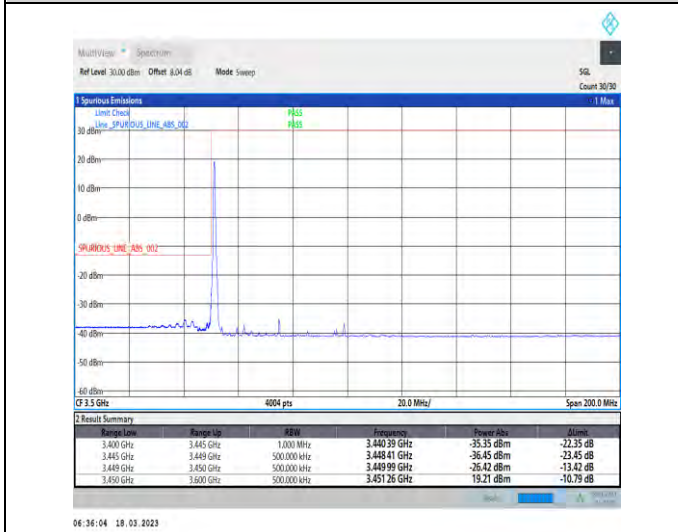 MultiView Spectrum
Ref Level 30.00 dBm Offset 8.04 dB Mode Sweep SGL
Count 30/30
1 Spurious Emissions 1 Max
Limit Check PASS
Line _SPURIOUS_LINE_ABS_002 PASS
30 dBm
20 dBm
10 dBm
0 dBm
SPURIOUS_LINE_ABS_002
-20 dBm
-30 dBm
-40 dBm
-50 dBm
-60 dBm
CF 3.5 GHz 4004 pts 20.0 MHz/ Span 200.0 MHz
2 Result Summary
Range Low Range Up RBW Frequency Power Abs ΔLimit
3.400 GHz 3.445 GHz 1.000 MHz 3.440 39 GHz -35.35 dBm -22.35 dB
3.445 GHz 3.449 GHz 500.000 kHz 3.448 41 GHz -36.45 dBm -23.45 dB
3.449 GHz 3.450 GHz 500.000 kHz 3.449 99 GHz -26.42 dBm -13.42 dB
3.450 GHz 3.600 GHz 500.000 kHz 3.451 26 GHz 19.21 dBm -10.79 dB
06:36:04 18.03.2023